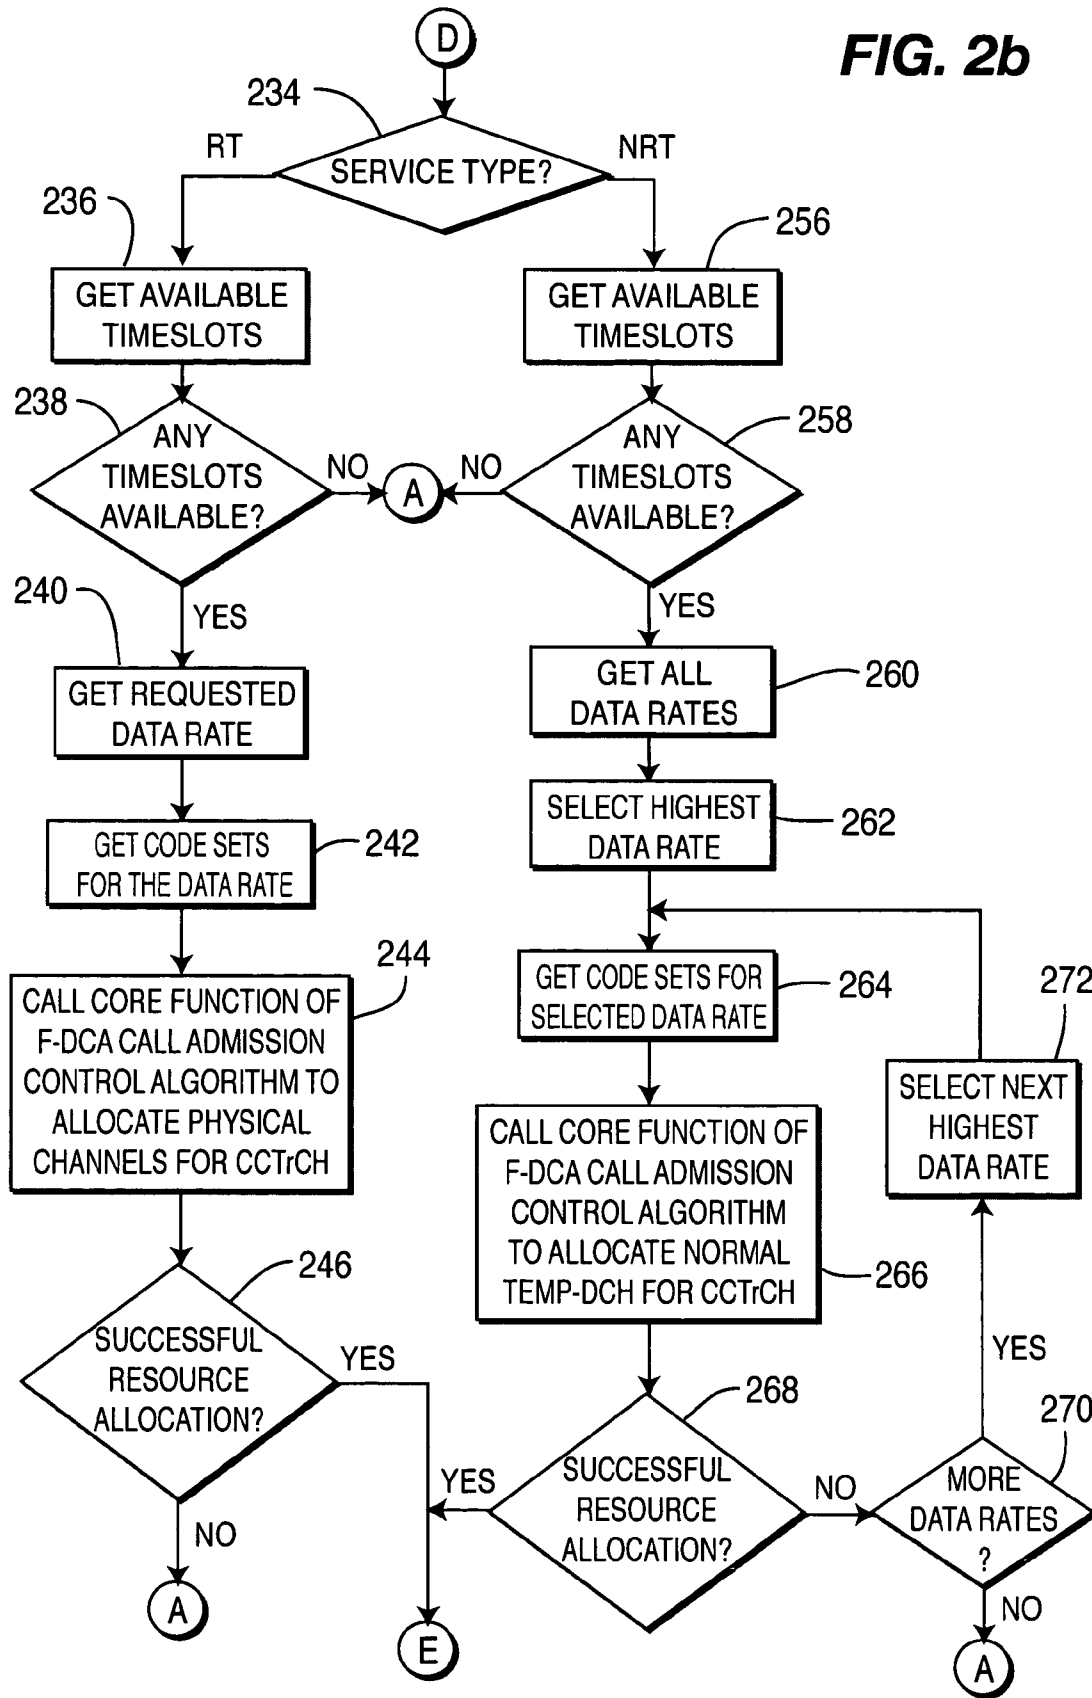 D
FIG. 2b
234
RT
SERVICE TYPE?
NRT
236
256
GET AVAILABLE
TIMESLOTS
GET AVAILABLE
TIMESLOTS
238
258
ANY
TIMESLOTS
AVAILABLE?
NO
A
NO
ANY
TIMESLOTS
AVAILABLE?
240
YES
YES
GET REQUESTED
DATA RATE
GET ALL
DATA RATES
260
SELECT HIGHEST
DATA RATE
262
GET CODE SETS
FOR THE DATA RATE
242
244
GET CODE SETS FOR
SELECTED DATA RATE
264
272
CALL CORE FUNCTION OF
F-DCA CALL ADMISSION
CONTROL ALGORITHM TO
ALLOCATE PHYSICAL
CHANNELS FOR CCTrCH
SELECT NEXT
HIGHEST
DATA RATE
CALL CORE FUNCTION OF
F-DCA CALL ADMISSION
CONTROL ALGORITHM
TO ALLOCATE NORMAL
TEMP-DCH FOR CCTrCH
266
246
SUCCESSFUL
RESOURCE
ALLOCATION?
YES
YES
268
270
YES
SUCCESSFUL
RESOURCE
ALLOCATION?
NO
MORE
DATA RATES
?
NO
NO
A
E
A